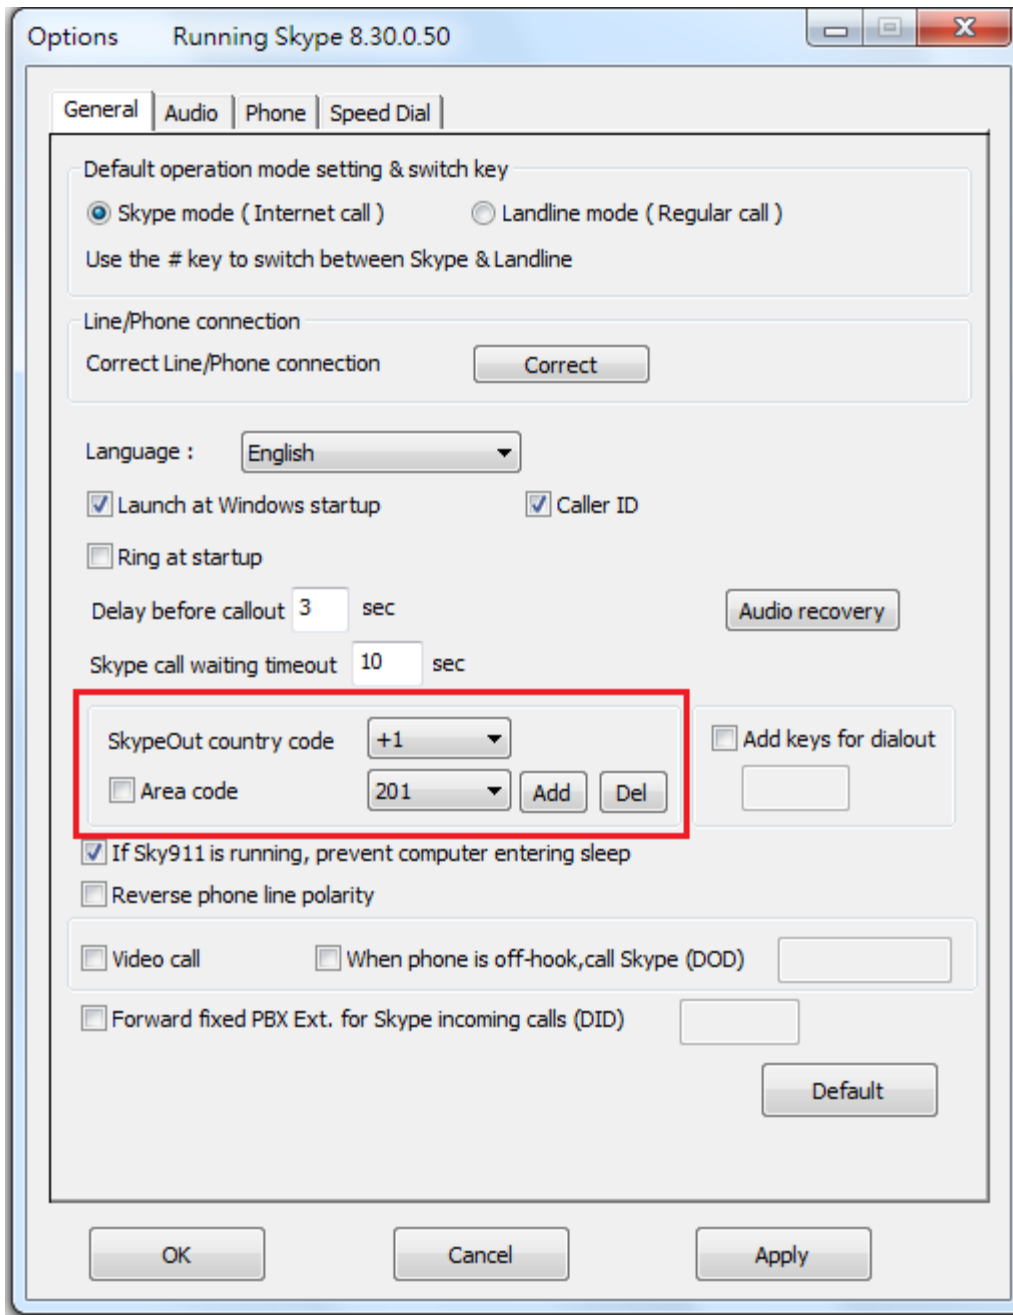 Options Running Skype 8.30.0.50
General Audio Phone Speed Dial
Default operation mode setting & switch key
Skype mode ( Internet call ) Landline mode ( Regular call )
Use the # key to switch between Skype & Landline
Line/Phone connection
Correct Line/Phone connection Correct
Language : English
Launch at Windows startup Caller ID
Ring at startup
Delay before callout 3 sec Audio recovery
Skype call waiting timeout 10 sec
SkypeOut country code +1 Add keys for dialout
Area code 201 Add Del
If Sky911 is running, prevent computer entering sleep
Reverse phone line polarity
Video call When phone is off-hook,call Skype (DOD)
Forward fixed PBX Ext. for Skype incoming calls (DID)
Default
OK Cancel Apply